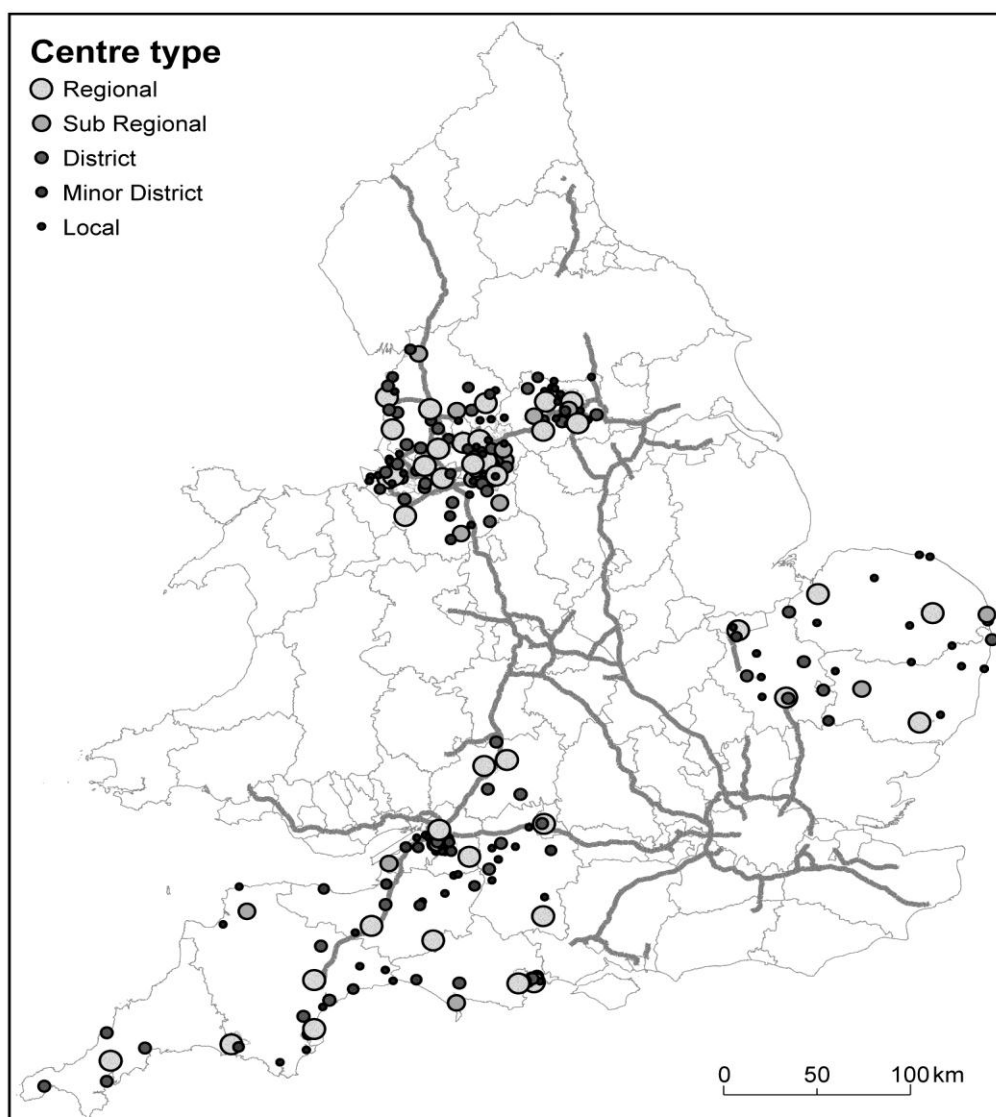 Centre type
Regional
Sub Regional
District
Minor District
Local
0 50 100 km